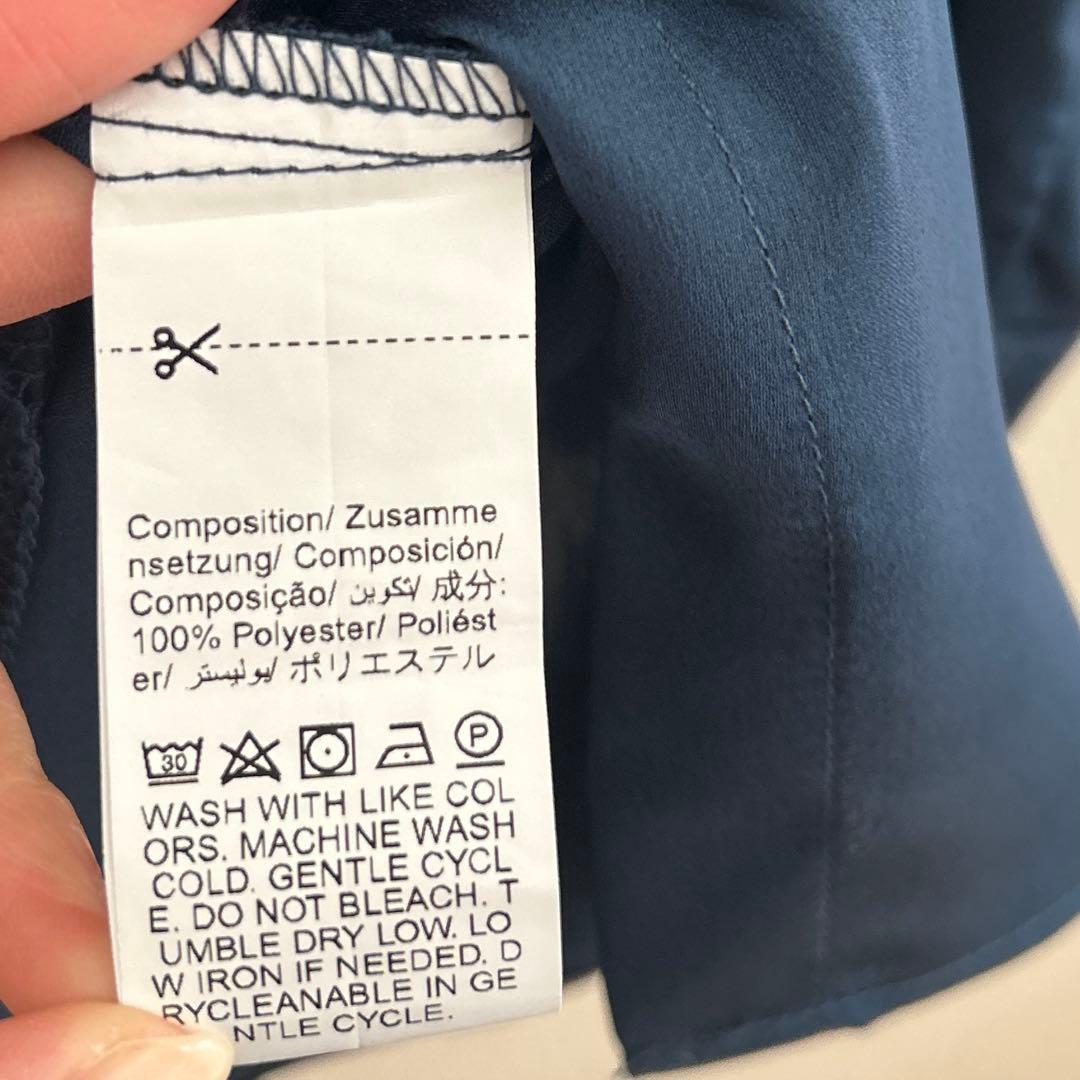 Composition/ Zusamme
nsetzung/ Composición/
Composição/ تكوين/ 成分:
100% Polyester/ Poliést
er/ بوليستر/ ポリエステル
30 P
WASH WITH LIKE COL
ORS. MACHINE WASH
COLD. GENTLE CYCL
E. DO NOT BLEACH. T
UMBLE DRY LOW. LO
W IRON IF NEEDED. D
RYCLEANABLE IN GE
NTLE CYCLE.